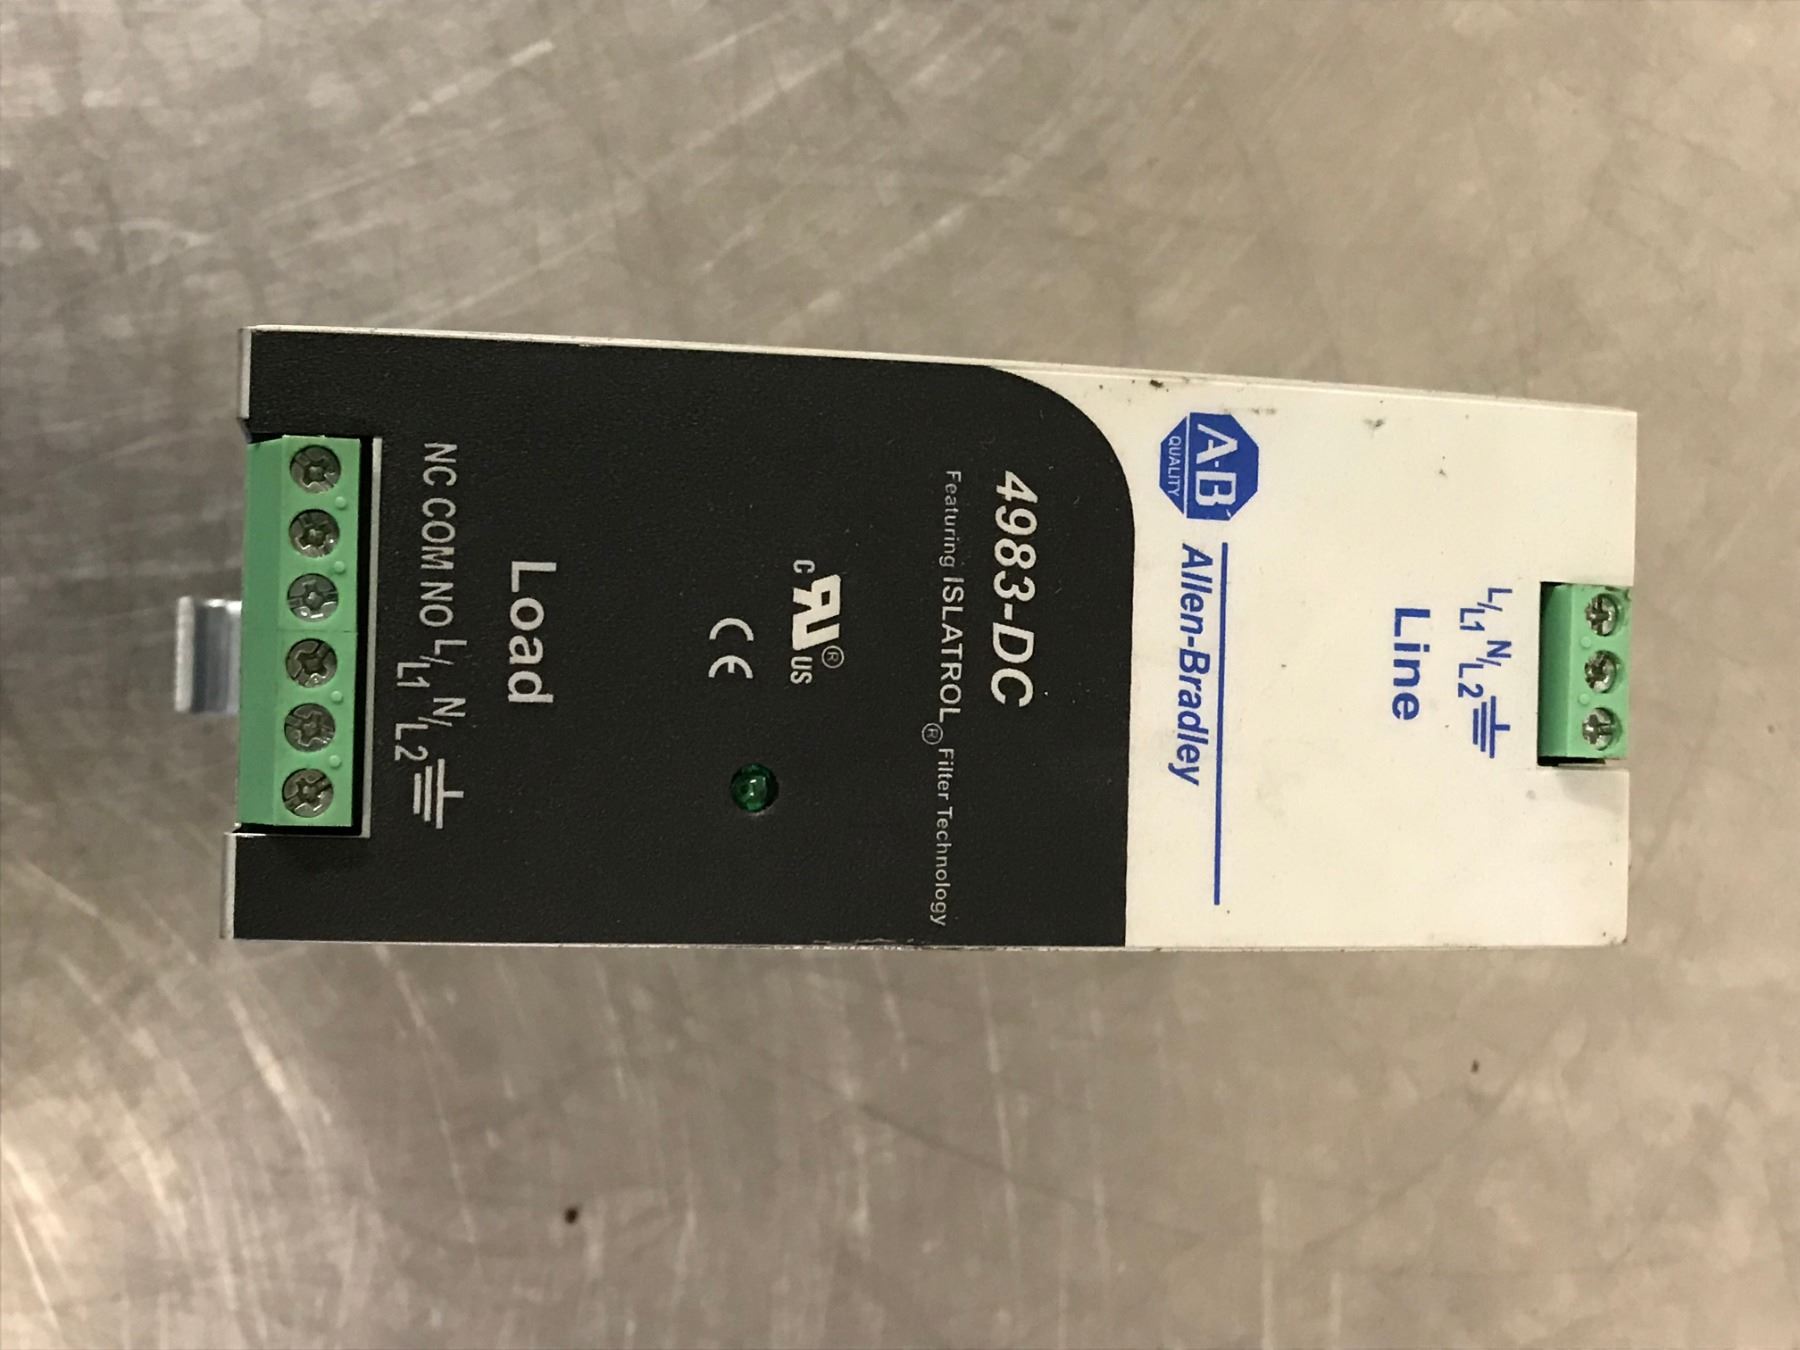 L/L1 N/L2
Line
A-B
QUALITY
Allen-Bradley
4983-DC
Featuring ISLATROL® Filter Technology
c UR® US
CE
Load
NC COM NO L/L1 N/L2